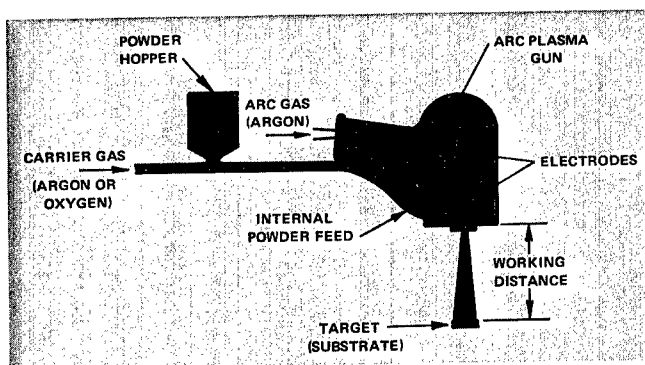 POWDER
HOPPER
ARC PLASMA
GUN
ARC GAS
(ARGON)
CARRIER GAS
(ARGON OR
OXYGEN)
ELECTRODES
INTERNAL
POWDER FEED
WORKING
DISTANCE
TARGET
(SUBSTRATE)